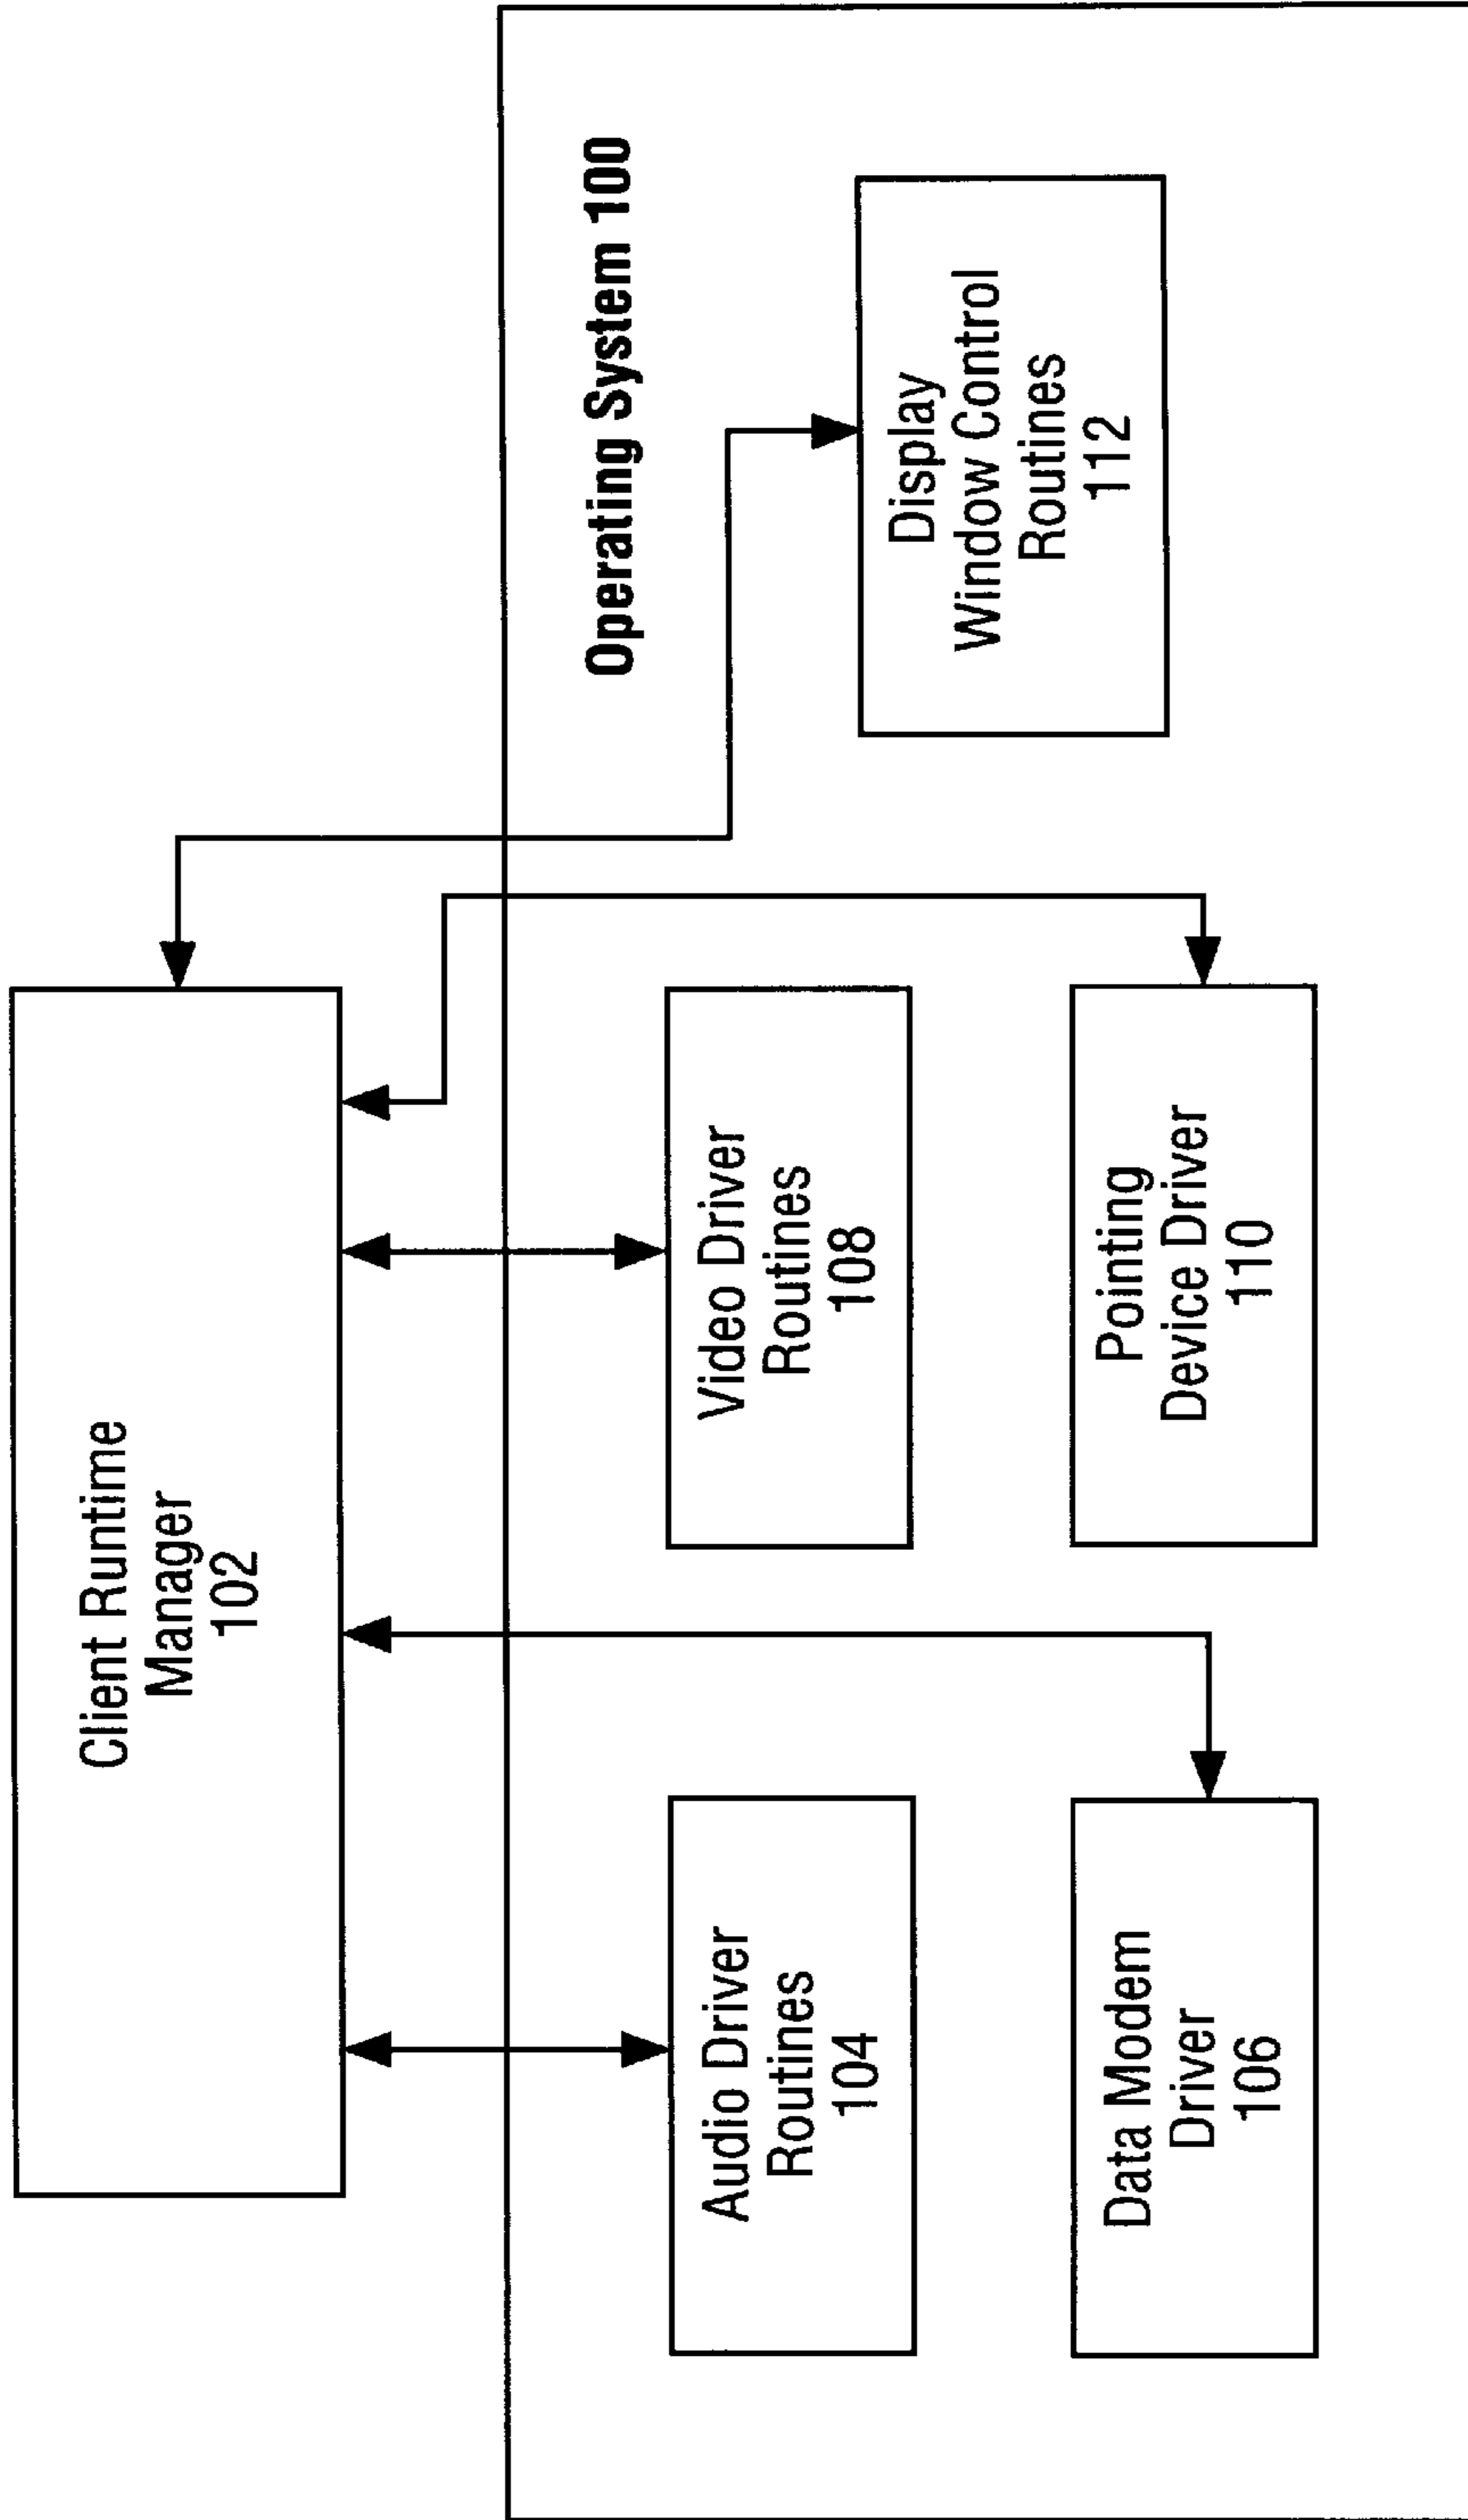 Client Runtime
Manager
102
Operating System 100
Audio Driver
Routines
104
Video Driver
Routines
108
Display
Window Control
Routines
112
Data Modem
Driver
106
Pointing
Device Driver
110